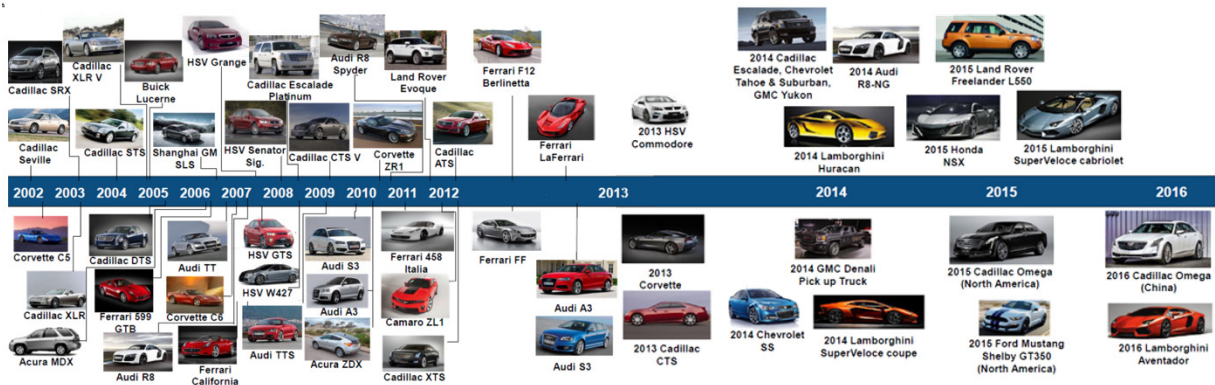 Cadillac SRX
Cadillac
XLR V
Buick
Lucerne
HSV Grange
Cadillac Escalade
Platinum
Audi R8
Spyder
Land Rover
Evoque
Ferrari F12
Berlinetta
2014 Cadillac
Escalade, Chevrolet
Tahoe & Suburban,
GMC Yukon
2014 Audi
R8-NG
2015 Land Rover
Freelander L550
Cadillac
Seville
Cadillac STS
Shanghai GM
SLS
HSV Senator
Sig.
Cadillac CTS V
Corvette
ZR1
Cadillac
ATS
Ferrari
LaFerrari
2013 HSV
Commodore
2014 Lamborghini
Huracan
2015 Honda
NSX
2015 Lamborghini
SuperVeloce cabriolet
2002 2003 2004 2005 2006 2007 2008 2009 2010 2011 2012 2013 2014 2015 2016
Corvette C5
Cadillac DTS
Audi TT
HSV GTS
Audi S3
Ferrari 458
Italia
Ferrari FF
2013
Corvette
2014 GMC Denali
Pick up Truck
2015 Cadillac Omega
(North America)
2016 Cadillac Omega
(China)
Cadillac XLR
Ferrari 599
GTB
Corvette C6
HSV W427
Audi A3
Camaro ZL1
Audi A3
Acura MDX
Audi R8
Ferrari
California
Audi TTS
Acura ZDX
Cadillac XTS
Audi S3
2013 Cadillac
CTS
2014 Chevrolet
SS
2014 Lamborghini
SuperVeloce coupe
2015 Ford Mustang
Shelby GT350
(North America)
2016 Lamborghini
Aventador